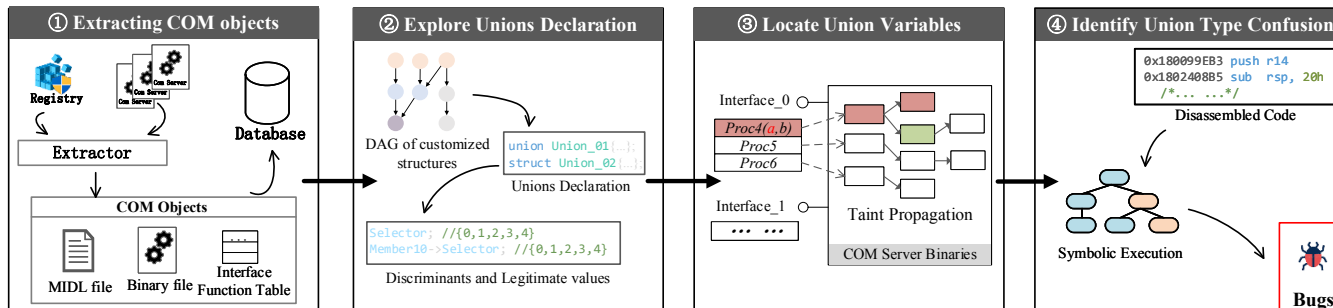 ① Extracting COM objects
Registry
Com Server
Com Server
Com Server
Database
Extractor
COM Objects
MIDL file
Binary file
Interface
Function Table
② Explore Unions Declaration
DAG of customized
structures
union Union_01{…};
struct Union_02{…};
Unions Declaration
Selector; //{0,1,2,3,4}
Member10->Selector; //{0,1,2,3,4}
Discriminants and Legitimate values
③ Locate Union Variables
Interface_0
Proc4(a,b)
Proc5
Proc6
Interface_1
... ...
Taint Propagation
COM Server Binaries
④ Identify Union Type Confusion
0x180099EB3 push r14
0x1802408B5 sub rsp, 20h
/*... ...*/
Disassembled Code
Symbolic Execution
Bugs